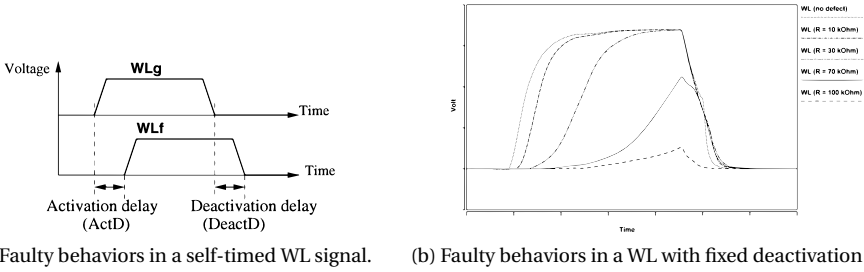 Voltage
WLg
Time
WLf
Time
Activation delay
(ActD)
Deactivation delay
(DeactD)
Faulty behaviors in a self-timed WL signal.
Volt
Time
WL (no defect)
WL (R = 10 kOhm)
WL (R = 30 kOhm)
WL (R = 70 kOhm)
WL (R = 100 kOhm)
(b) Faulty behaviors in a WL with fixed deactivation